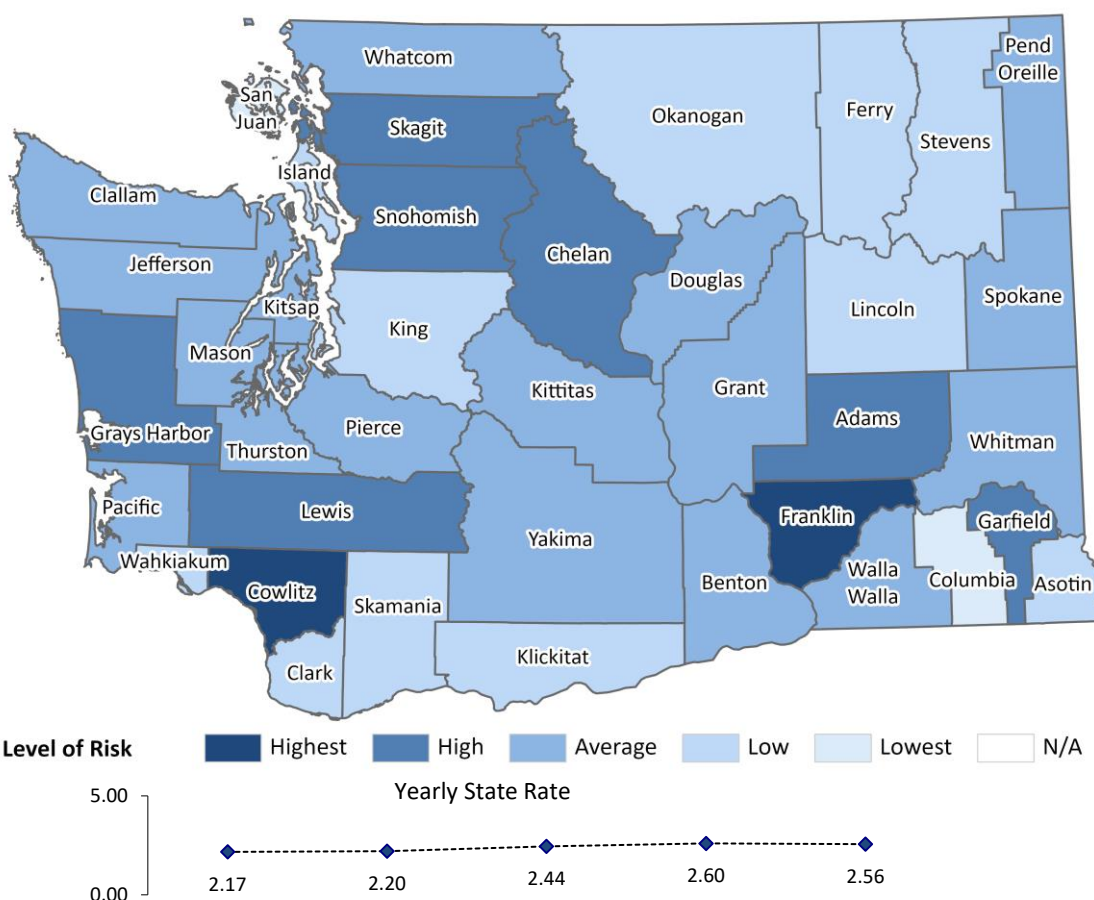 Whatcom
Pend
Oreille
San
Juan
Skagit
Okanogan
Ferry
Stevens
Island
Clallam
Snohomish
Chelan
Jefferson
Douglas
Kitsap
Spokane
King
Lincoln
Mason
Kittitas
Grant
Adams
Grays Harbor
Thurston
Pierce
Whitman
Pacific
Lewis
Franklin
Garfield
Yakima
Wahkiakum
Cowlitz
Skamania
Benton
Walla
Walla
Columbia
Asotin
Clark
Klickitat
Level of Risk Highest High Average Low Lowest N/A
Yearly State Rate
5.00
0.00
2.17 2.20 2.44 2.60 2.56